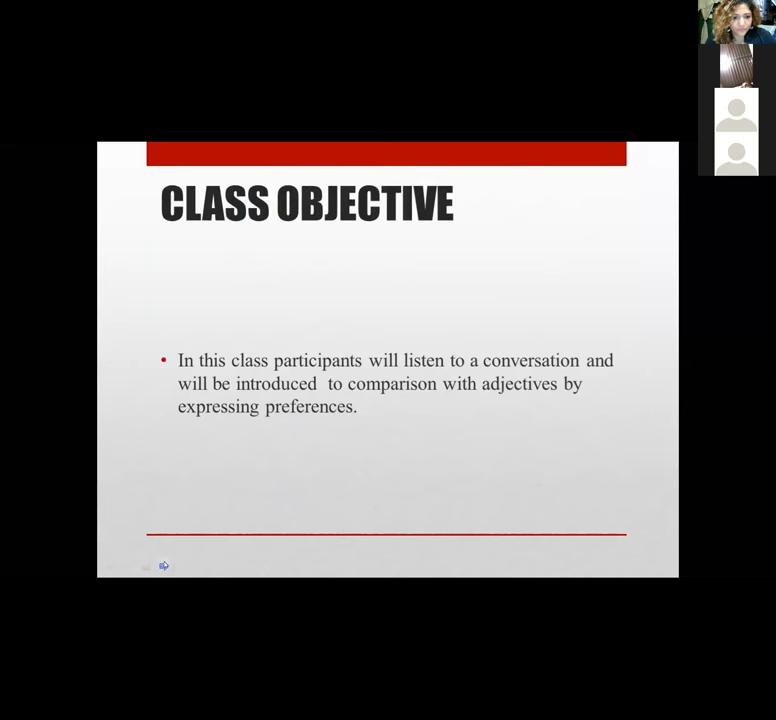 CLASS OBJECTIVE
• In this class participants will listen to a conversation and
will be introduced  to comparison with adjectives by
expressing preferences.